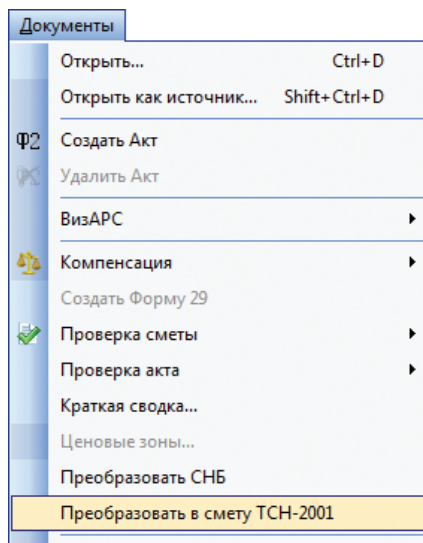 Документы
Открыть... Ctrl+D
Открыть как источник... Shift+Ctrl+D
Ф2 Создать Акт
Удалить Акт
ВизАРС
Компенсация
Создать Форму 29
Проверка сметы
Проверка акта
Краткая сводка...
Ценовые зоны...
Преобразовать СНБ
Преобразовать в смету ТСН-2001